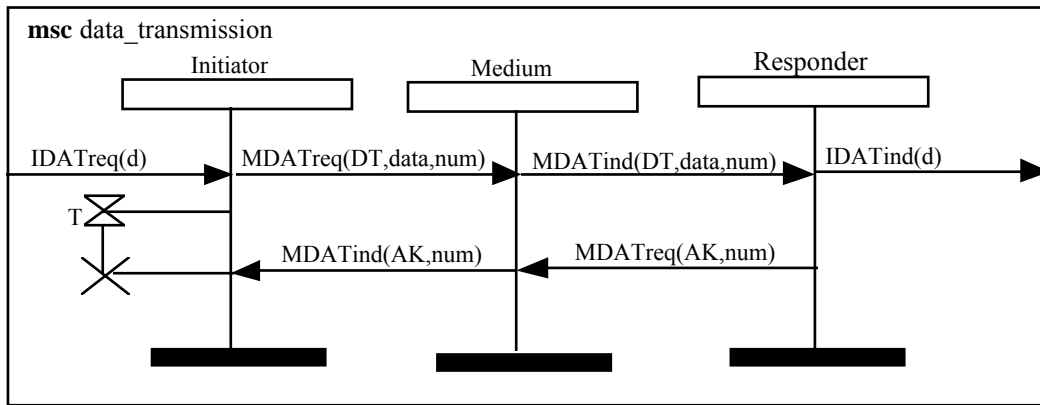 msc data_transmission
Initiator
Medium
Responder
IDATreq(d)
MDATreq(DT,data,num)
MDATind(DT,data,num)
IDATind(d)
T
MDATind(AK,num)
MDATreq(AK,num)